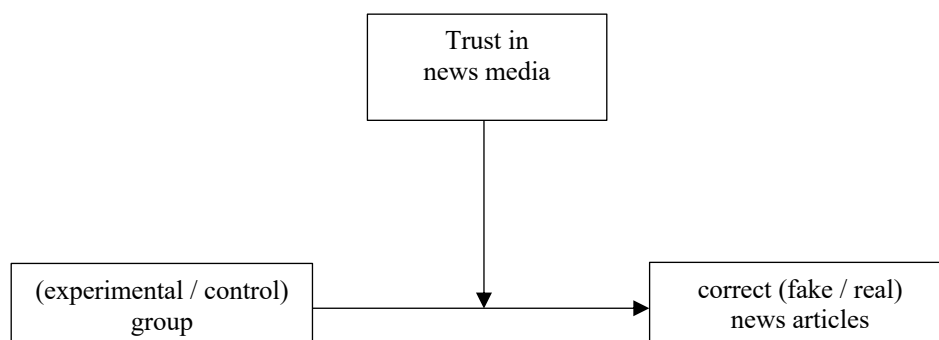 Trust in
news media
(experimental / control)
group
correct (fake / real)
news articles